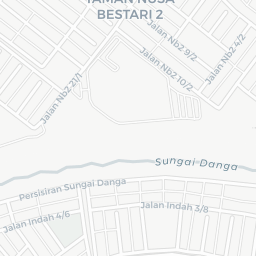 TAMAN NUSA
BESTARI 2
Jalan Nb2 9/2
Jalan Nb2 4/2
Jalan Nb2 10/2
Jalan Nb2 21/1
Sungai Danga
Persisiran Sungai Danga
Jalan Indah 3/8
Jalan Indah 4/6